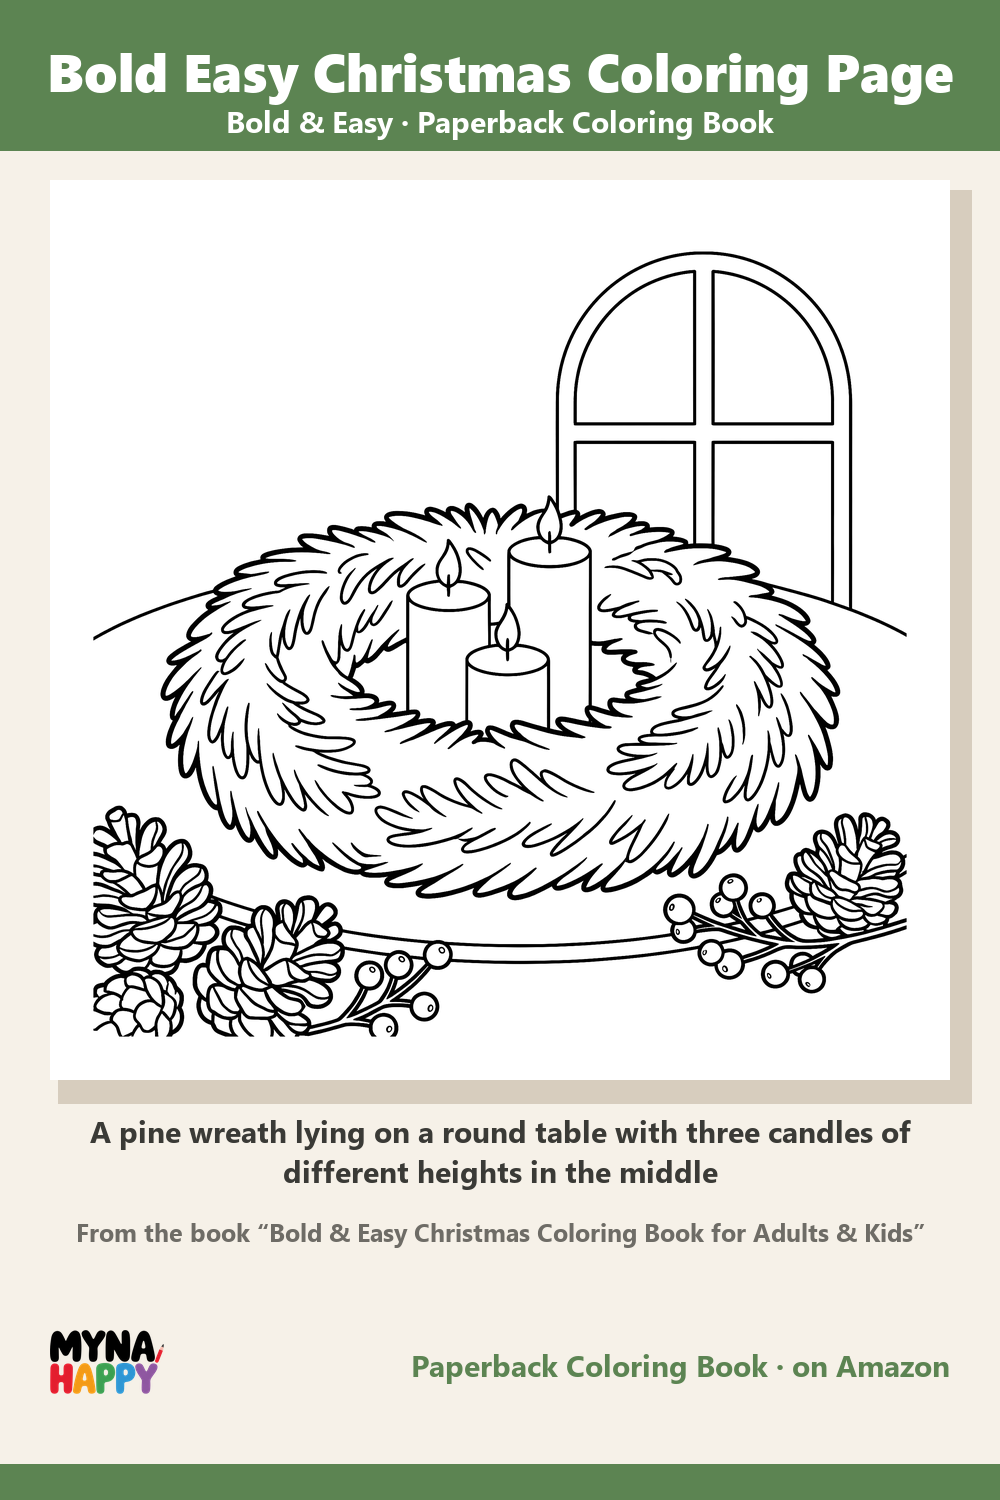 Bold Easy Christmas Coloring Page
Bold & Easy · Paperback Coloring Book
A pine wreath lying on a round table with three candles of
different heights in the middle
From the book “Bold & Easy Christmas Coloring Book for Adults & Kids”
MYNA
HAPPY
Paperback Coloring Book · on Amazon